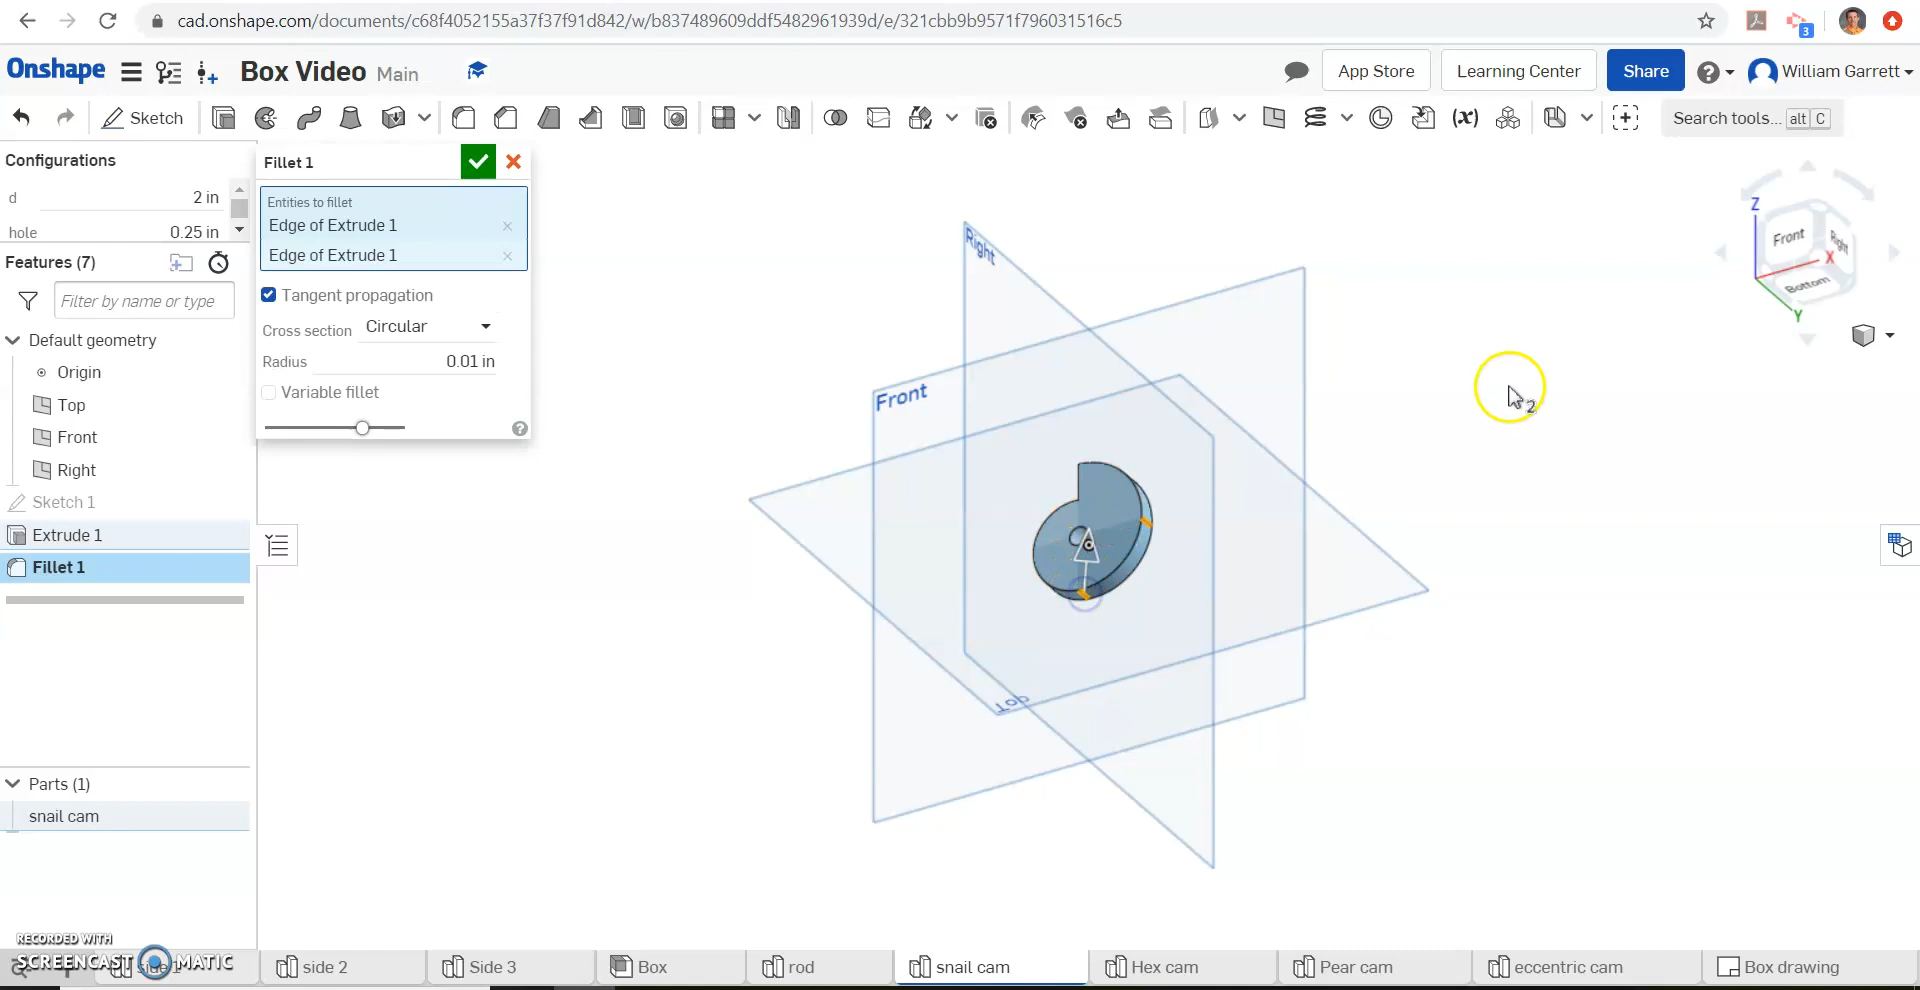 cad.onshape.com/documents/c68f4052155a37f37f91d842/w/b837489609ddf5482961939d/e/321cbb9b9571f796031516c5
3
Onshape Box Video Main App Store Learning Center Share William Garrett
Sketch (x) Search tools... alt C
Configurations
d 2 in
hole 0.25 in
Features (7)
Filter by name or type
Default geometry
Origin
Top
Front
Right
Sketch 1
Extrude 1
Fillet 1
Parts (1)
snail cam
Fillet 1
Entities to fillet
Edge of Extrude 1
Edge of Extrude 1
Tangent propagation
Cross section Circular
Radius 0.01 in
Variable fillet
Right
Front
Top
Z
Front
Right
X
Bottom
Y
2
RECORDED WITH
SCREENCAST MATIC
side 2
Side 3
Box
rod
snail cam
Hex cam
Pear cam
eccentric cam
Box drawing